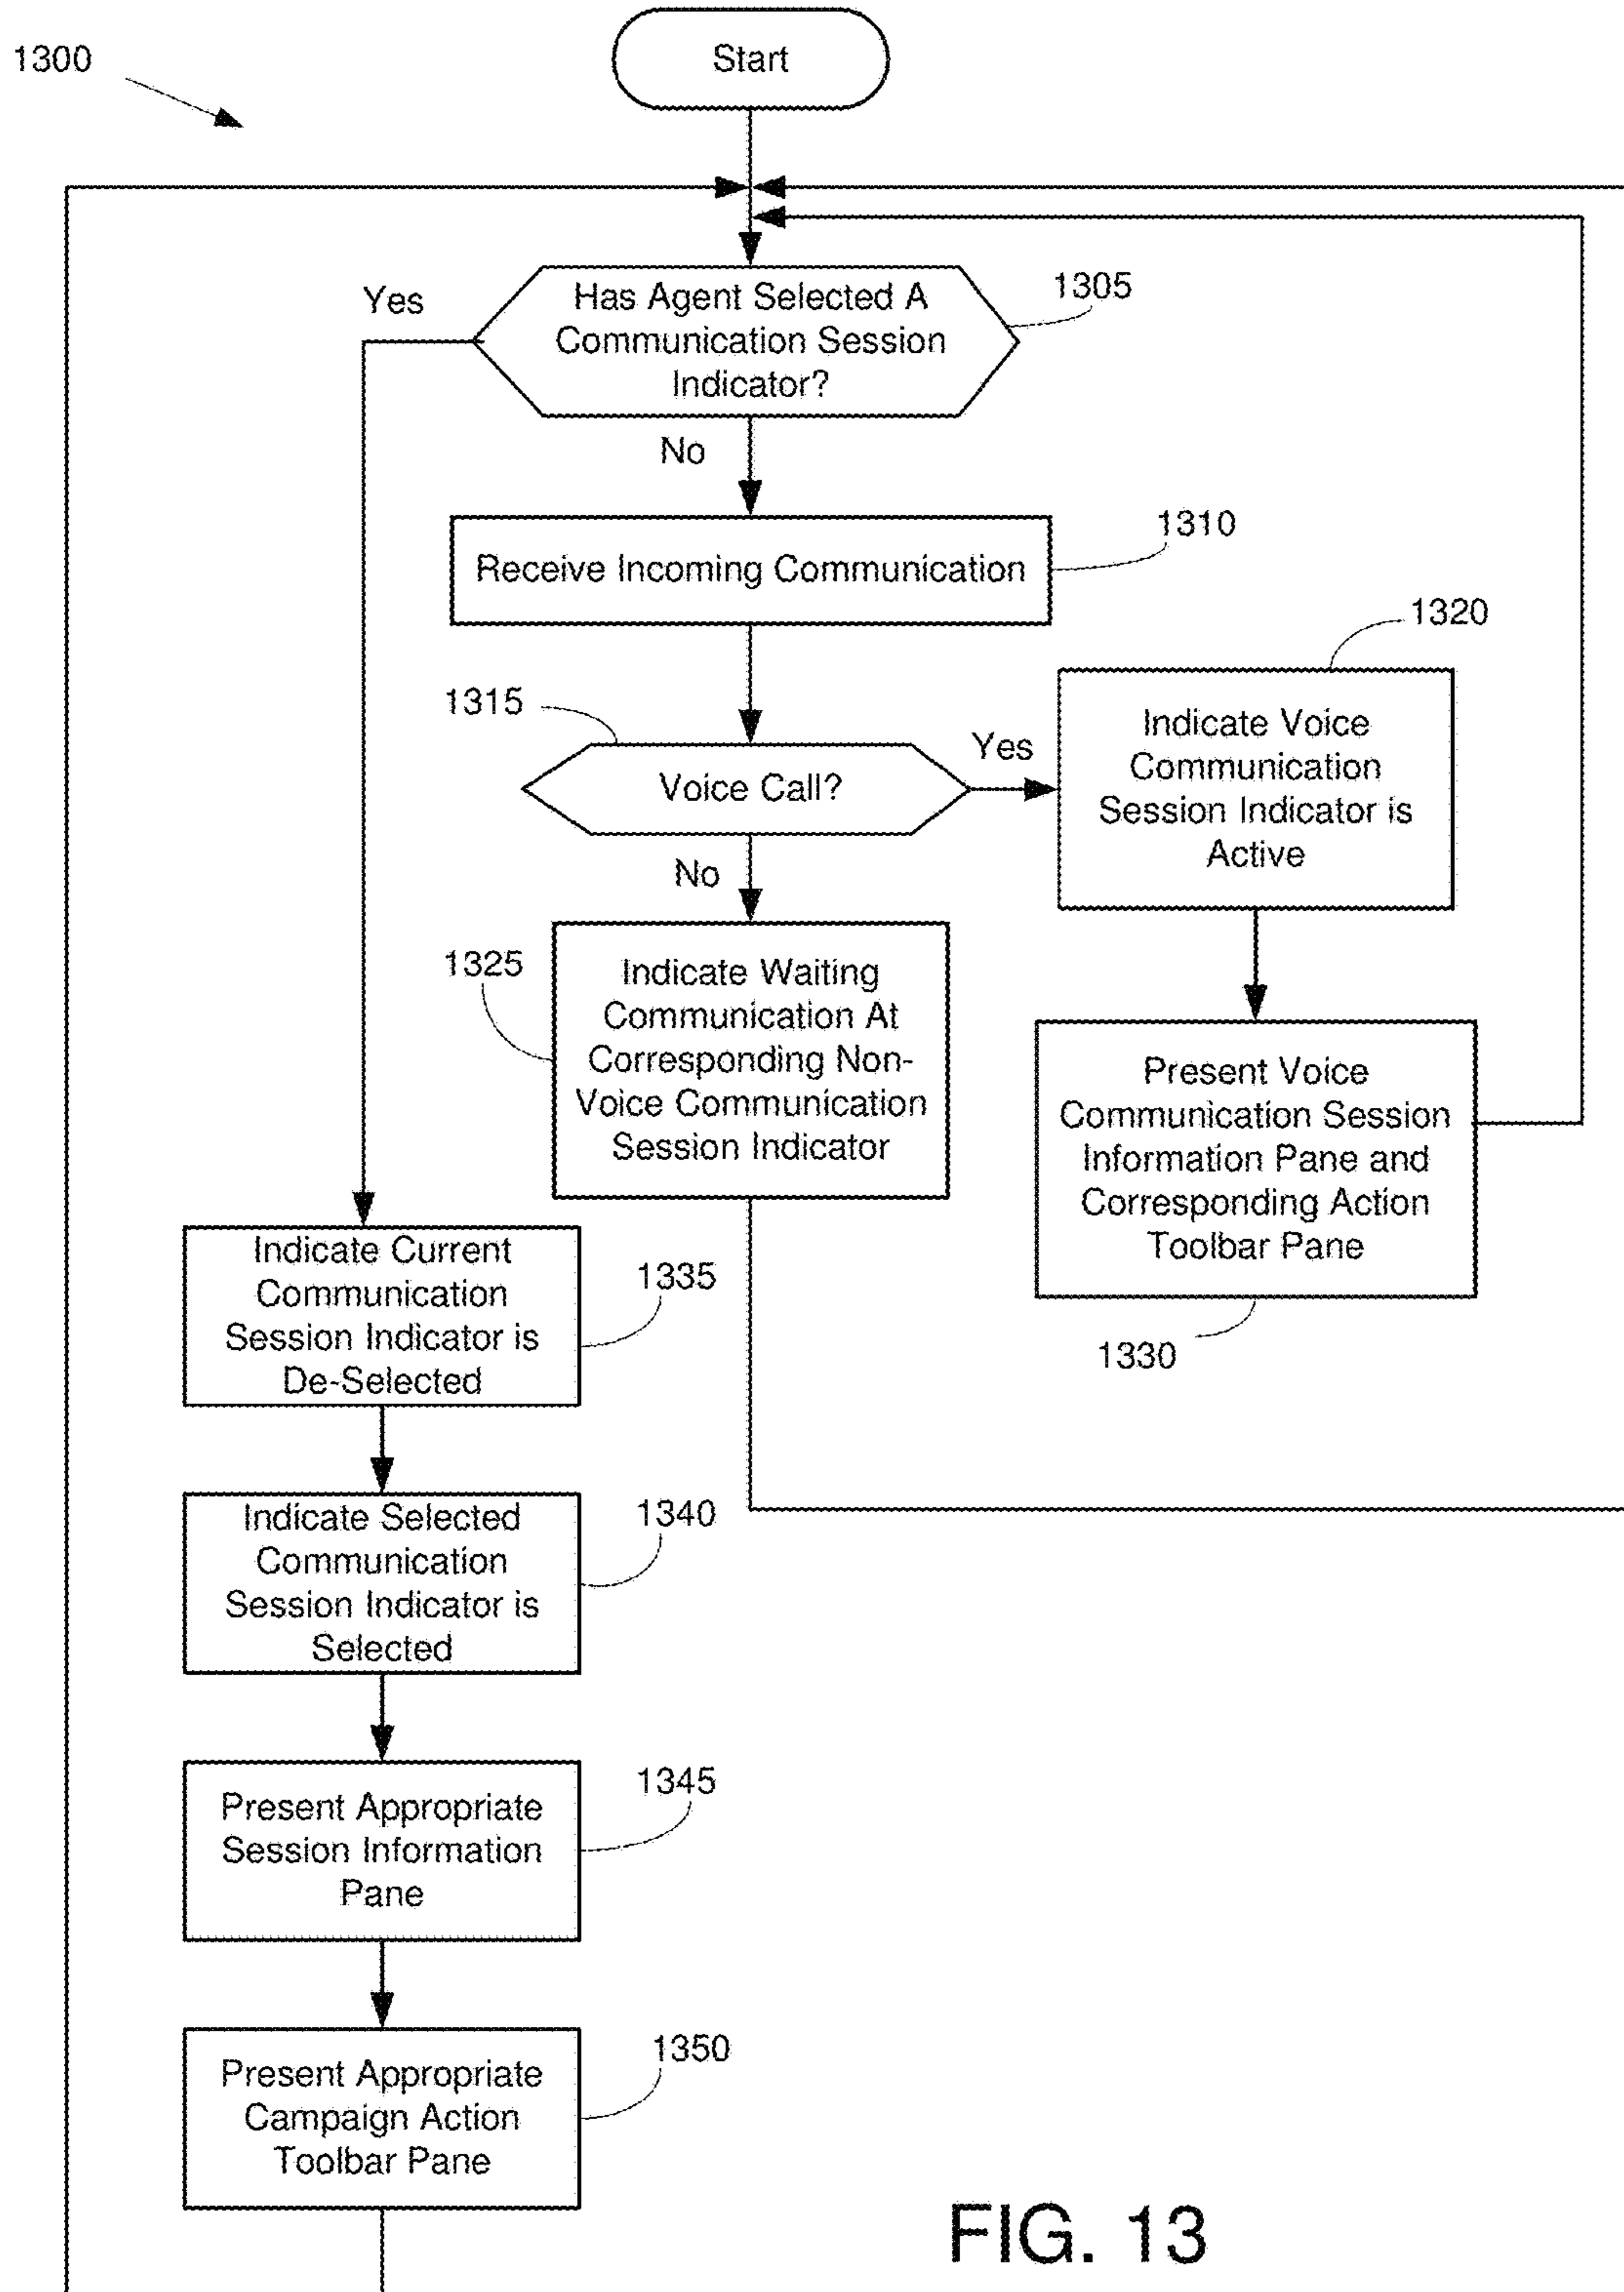 1300
Start
Has Agent Selected A
Communication Session
Indicator?
1305
Yes
No
Receive Incoming Communication
1310
1315
Voice Call?
Yes
No
1320
Indicate Voice
Communication
Session Indicator is
Active
1325
Indicate Waiting
Communication At
Corresponding Non-
Voice Communication
Session Indicator
Present Voice
Communication Session
Information Pane and
Corresponding Action
Toolbar Pane
1330
Indicate Current
Communication
Session Indicator is
De-Selected
1335
Indicate Selected
Communication
Session Indicator is
Selected
1340
Present Appropriate
Session Information
Pane
1345
Present Appropriate
Campaign Action
Toolbar Pane
1350
FIG. 13